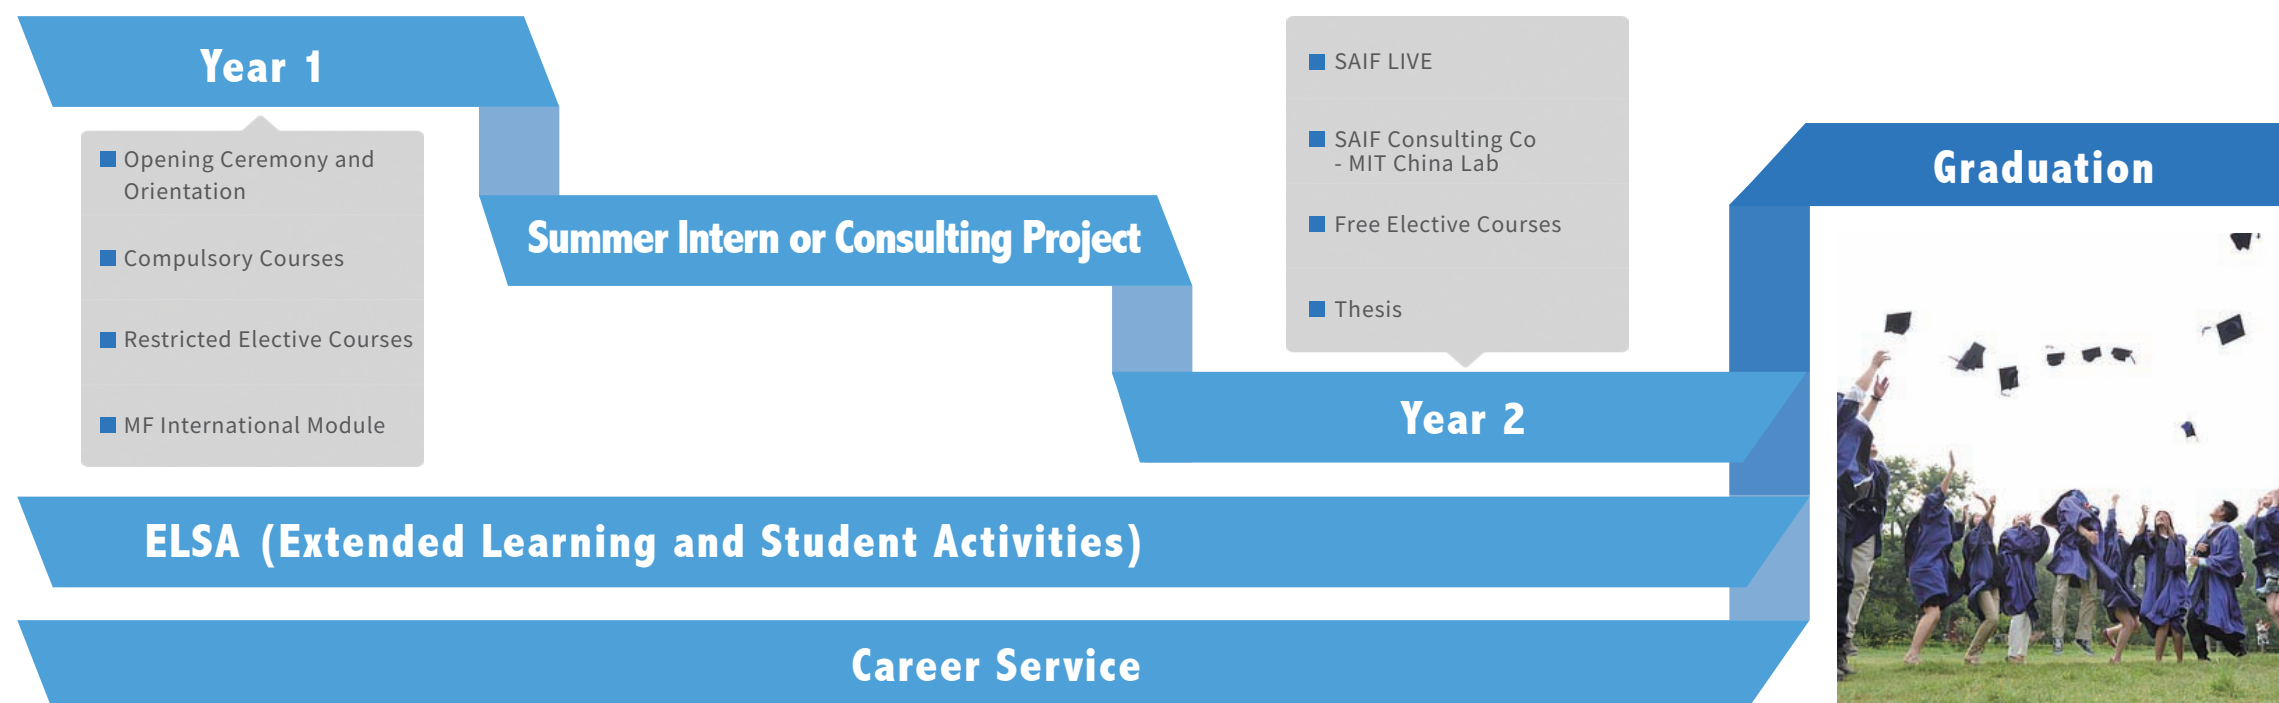 Year 1
Opening Ceremony and
Orientation
Compulsory Courses
Restricted Elective Courses
MF International Module
Summer Intern or Consulting Project
SAIF LIVE
SAIF Consulting Co
- MIT China Lab
Free Elective Courses
Thesis
Year 2
Graduation
ELSA (Extended Learning and Student Activities)
Career Service